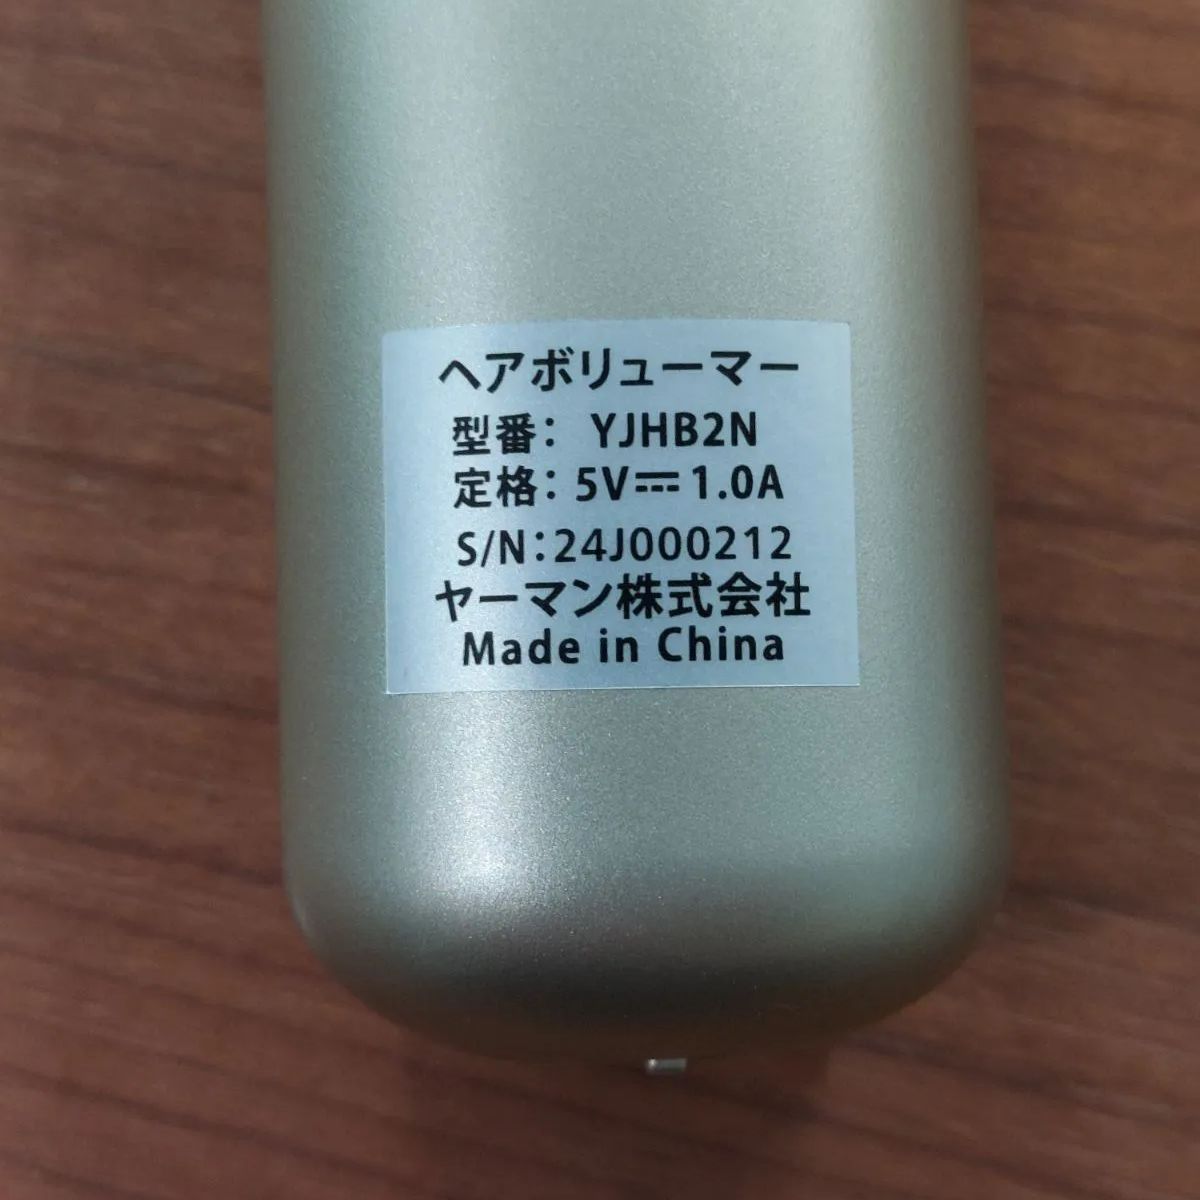 ヘアボリューマー
型番： YJHB2N
定格：5V⎓1.0A
S/N:24J000212
ヤーマン株式会社
Made in China